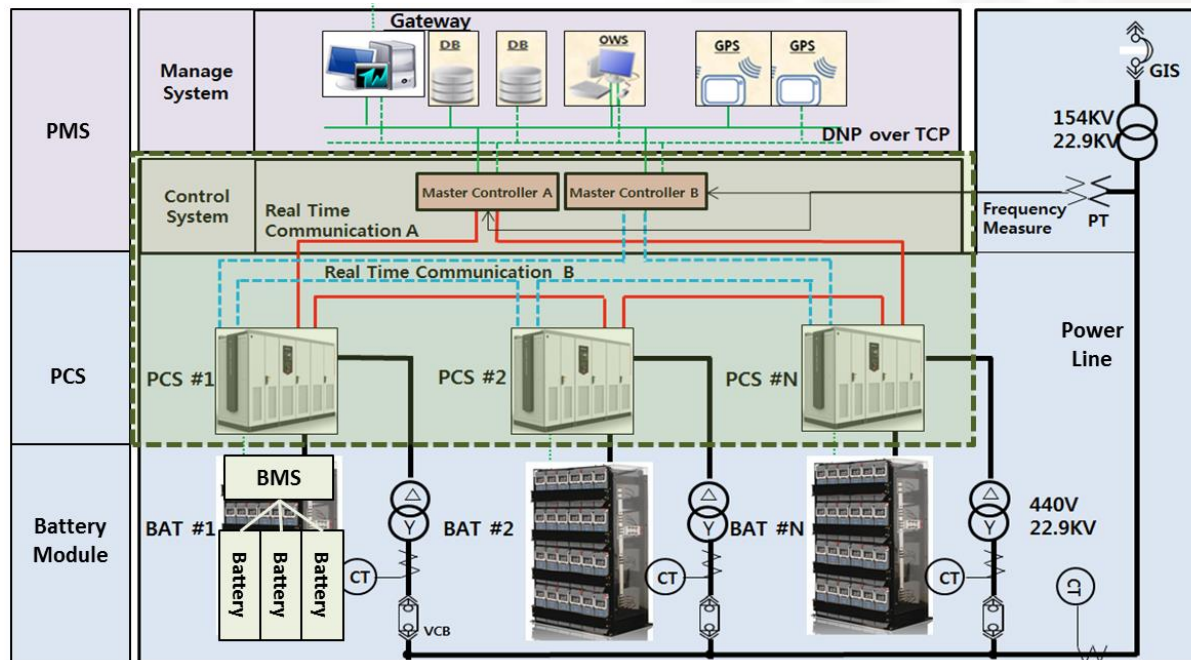 Gateway
DB
DB
OWS
GPS
GPS
GIS
Manage
System
PMS
DNP over TCP
154KV
22.9KV
Control
System
Master Controller A
Master Controller B
Real Time
Communication A
Frequency
Measure
PT
Real Time Communication B
Power
Line
PCS
PCS #1
PCS #2
PCS #N
BMS
Battery
Module
BAT #1
BAT #2
BAT #N
440V
22.9KV
Battery
Battery
Battery
CT
CT
CT
CT
Y
Y
Y
VCB